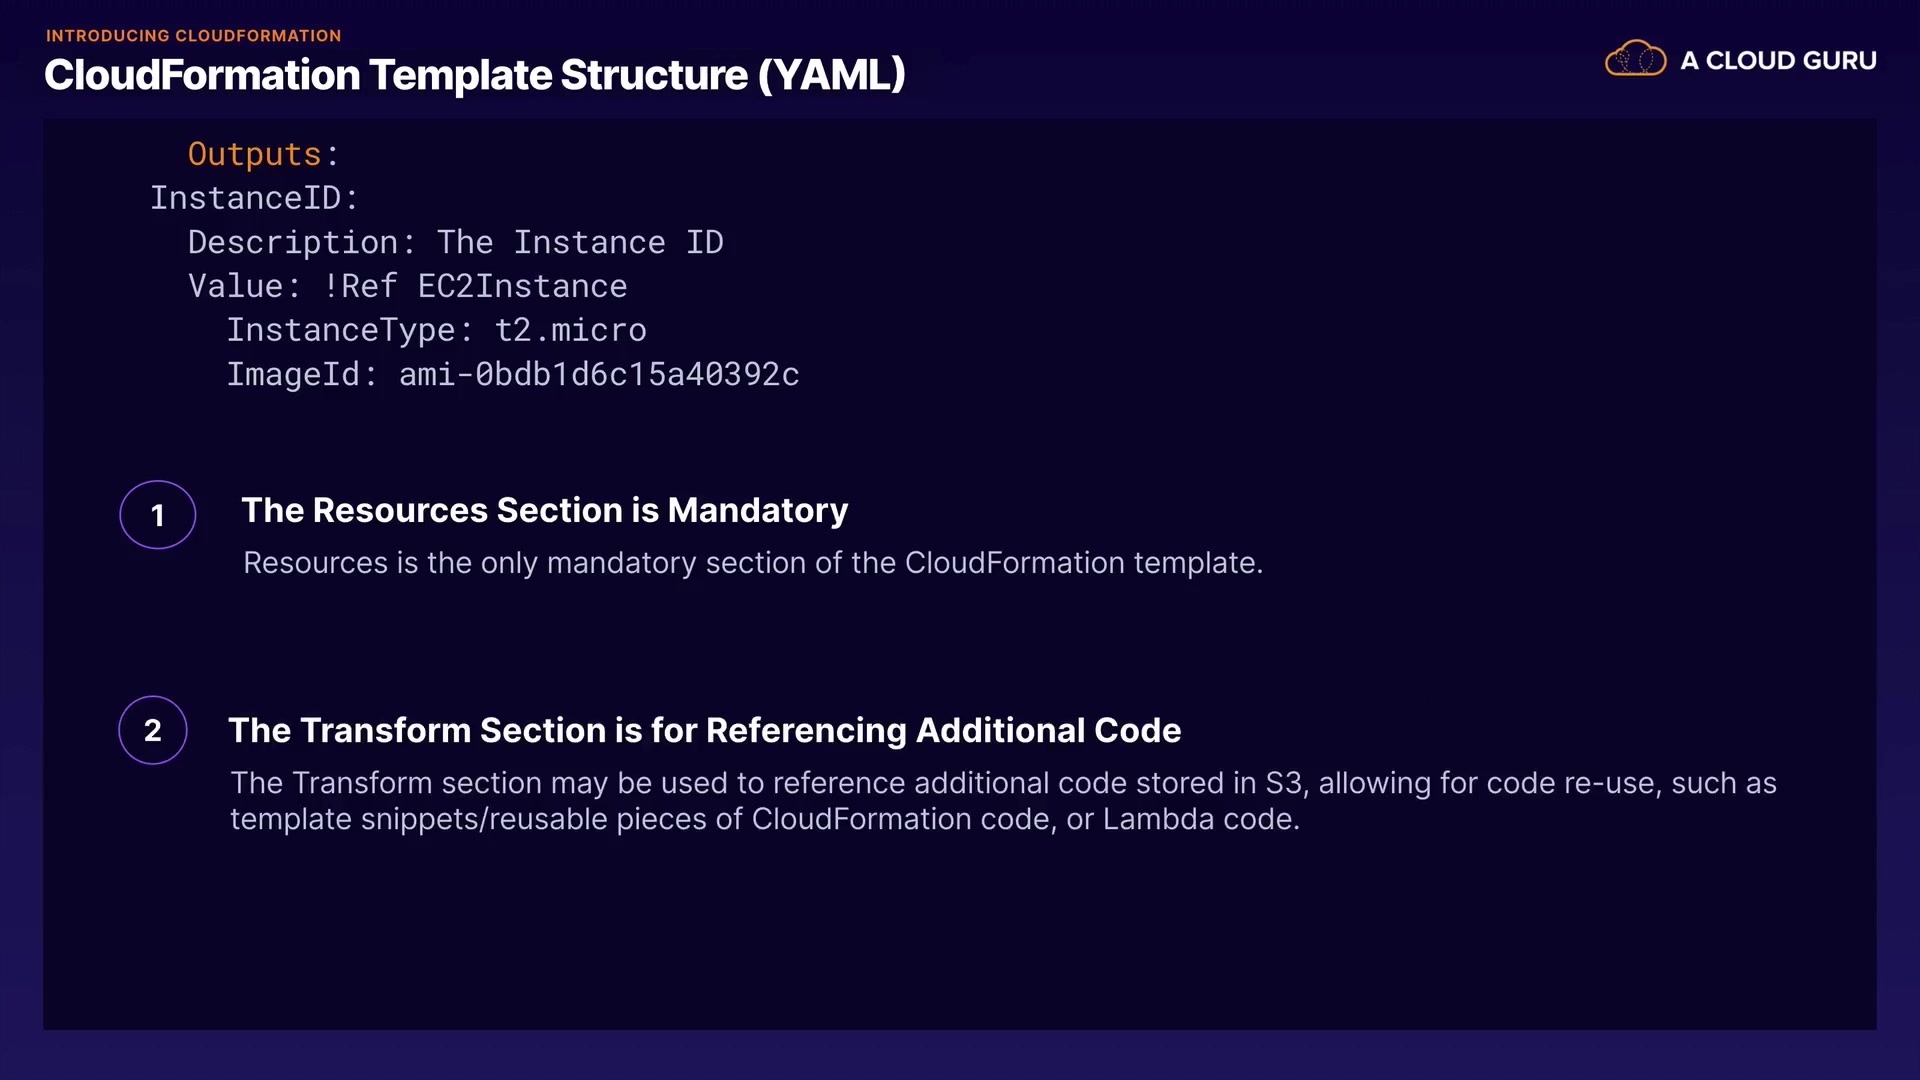 INTRODUCING CLOUDFORMATION
CloudFormation Template Structure (YAML)
A CLOUD GURU
Outputs:
InstanceID:
Description: The Instance ID
Value: !Ref EC2Instance
InstanceType: t2.micro
ImageId: ami-0bdb1d6c15a40392c
1
The Resources Section is Mandatory
Resources is the only mandatory section of the CloudFormation template.
2
The Transform Section is for Referencing Additional Code
The Transform section may be used to reference additional code stored in S3, allowing for code re-use, such as
template snippets/reusable pieces of CloudFormation code, or Lambda code.